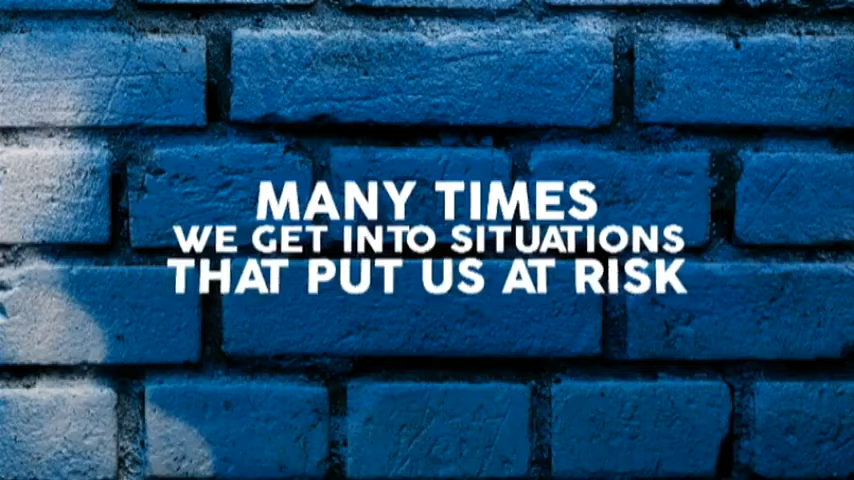 MANY TIMES
WE GET INTO SITUATIONS
THAT PUT US AT RISK